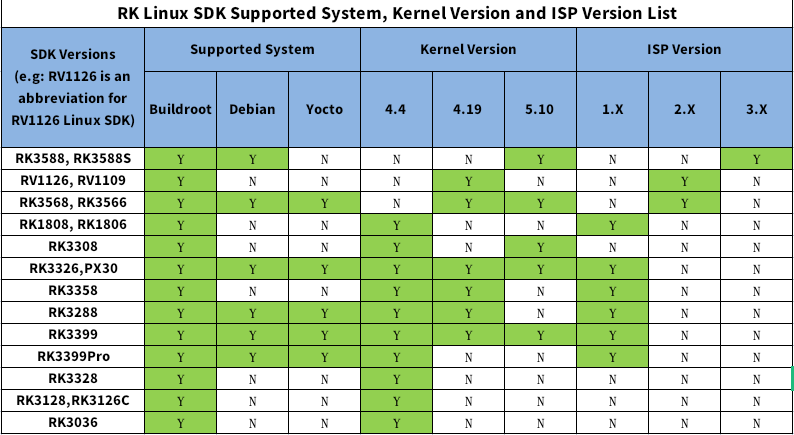 RK Linux SDK Supported System, Kernel Version and ISP Version List
SDK Versions
(e.g: RV1126 is an
abbreviation for
RV1126 Linux SDK)
Supported System Kernel Version ISP Version
Buildroot Debian Yocto 4.4 4.19 5.10 1.X 2.X 3.X
RK3588, RK3588S Y Y N N N Y N N Y
RV1126, RV1109 Y N N N Y N N Y N
RK3568, RK3566 Y Y Y N Y Y N Y N
RK1808, RK1806 Y N N Y N N Y N N
RK3308 Y N N Y N Y N N N
RK3326,PX30 Y Y Y Y Y Y Y N N
RK3358 Y N N Y Y N Y N N
RK3288 Y Y Y Y Y N Y N N
RK3399 Y Y Y Y Y Y Y N N
RK3399Pro Y Y Y Y N N Y N N
RK3328 Y N N Y N N N N N
RK3128,RK3126C Y N N Y N N N N N
RK3036 Y N N Y N N N N N